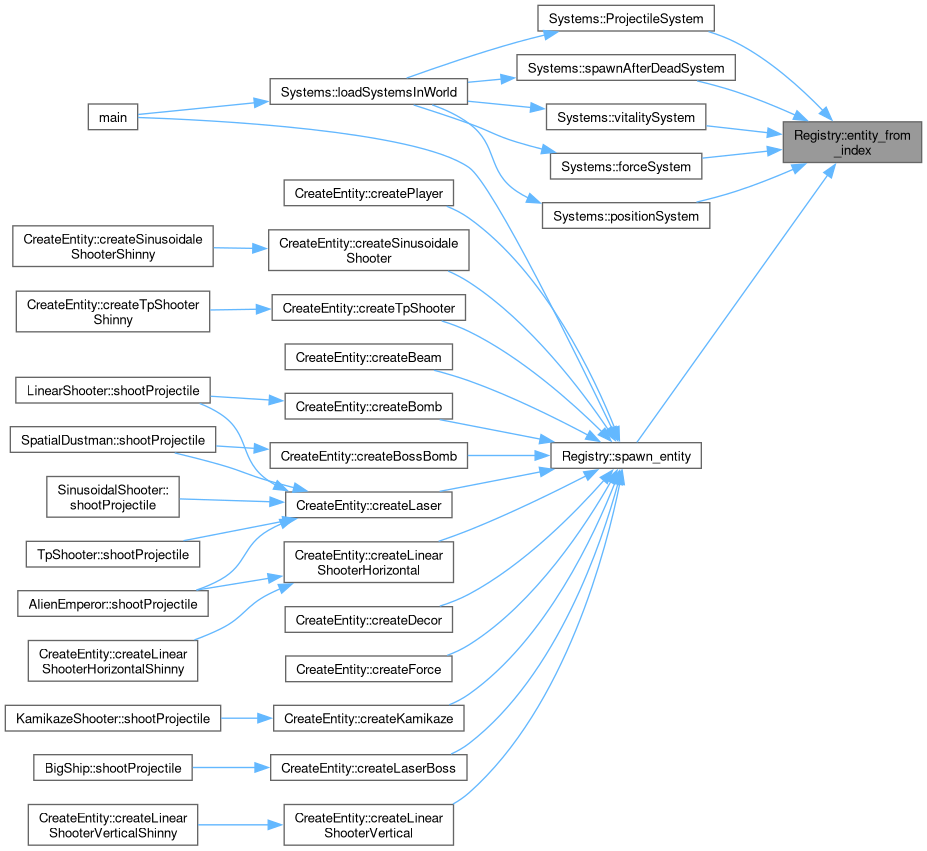 Systems::ProjectileSystem
Systems::spawnAfterDeadSystem
Systems::loadSystemsInWorld
main
Systems::vitalitySystem
Registry::entity_from
_index
Systems::forceSystem
CreateEntity::createPlayer
Systems::positionSystem
CreateEntity::createSinusoidale
ShooterShinny
CreateEntity::createSinusoidale
Shooter
CreateEntity::createTpShooter
Shinny
CreateEntity::createTpShooter
CreateEntity::createBeam
LinearShooter::shootProjectile
CreateEntity::createBomb
SpatialDustman::shootProjectile
CreateEntity::createBossBomb
Registry::spawn_entity
SinusoidalShooter::
shootProjectile
CreateEntity::createLaser
TpShooter::shootProjectile
CreateEntity::createLinear
ShooterHorizontal
AlienEmperor::shootProjectile
CreateEntity::createDecor
CreateEntity::createLinear
ShooterHorizontalShinny
CreateEntity::createForce
KamikazeShooter::shootProjectile
CreateEntity::createKamikaze
BigShip::shootProjectile
CreateEntity::createLaserBoss
CreateEntity::createLinear
ShooterVerticalShinny
CreateEntity::createLinear
ShooterVertical